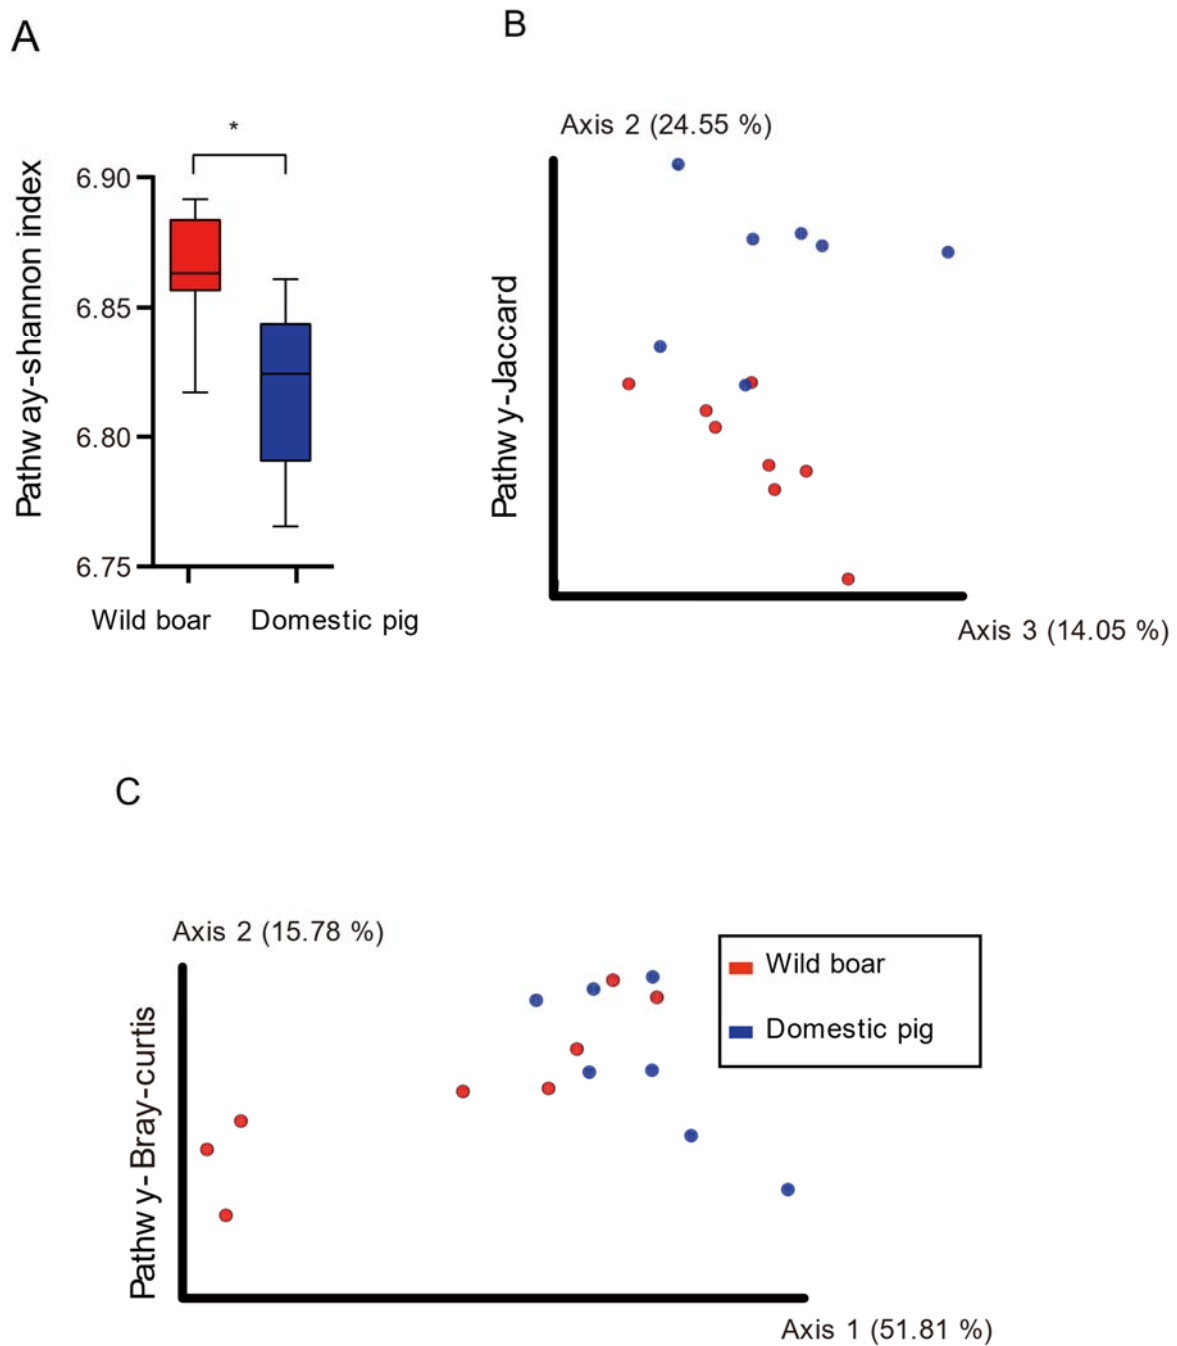 A
B
*
Pathway-shannon index
6.90
6.85
6.80
6.75
Wild boar
Domestic pig
Axis 2 (24.55 %)
Pathw y-Jaccard
Axis 3 (14.05 %)
C
Axis 2 (15.78 %)
Pathw y-Bray-curtis
Axis 1 (51.81 %)
Wild boar
Domestic pig